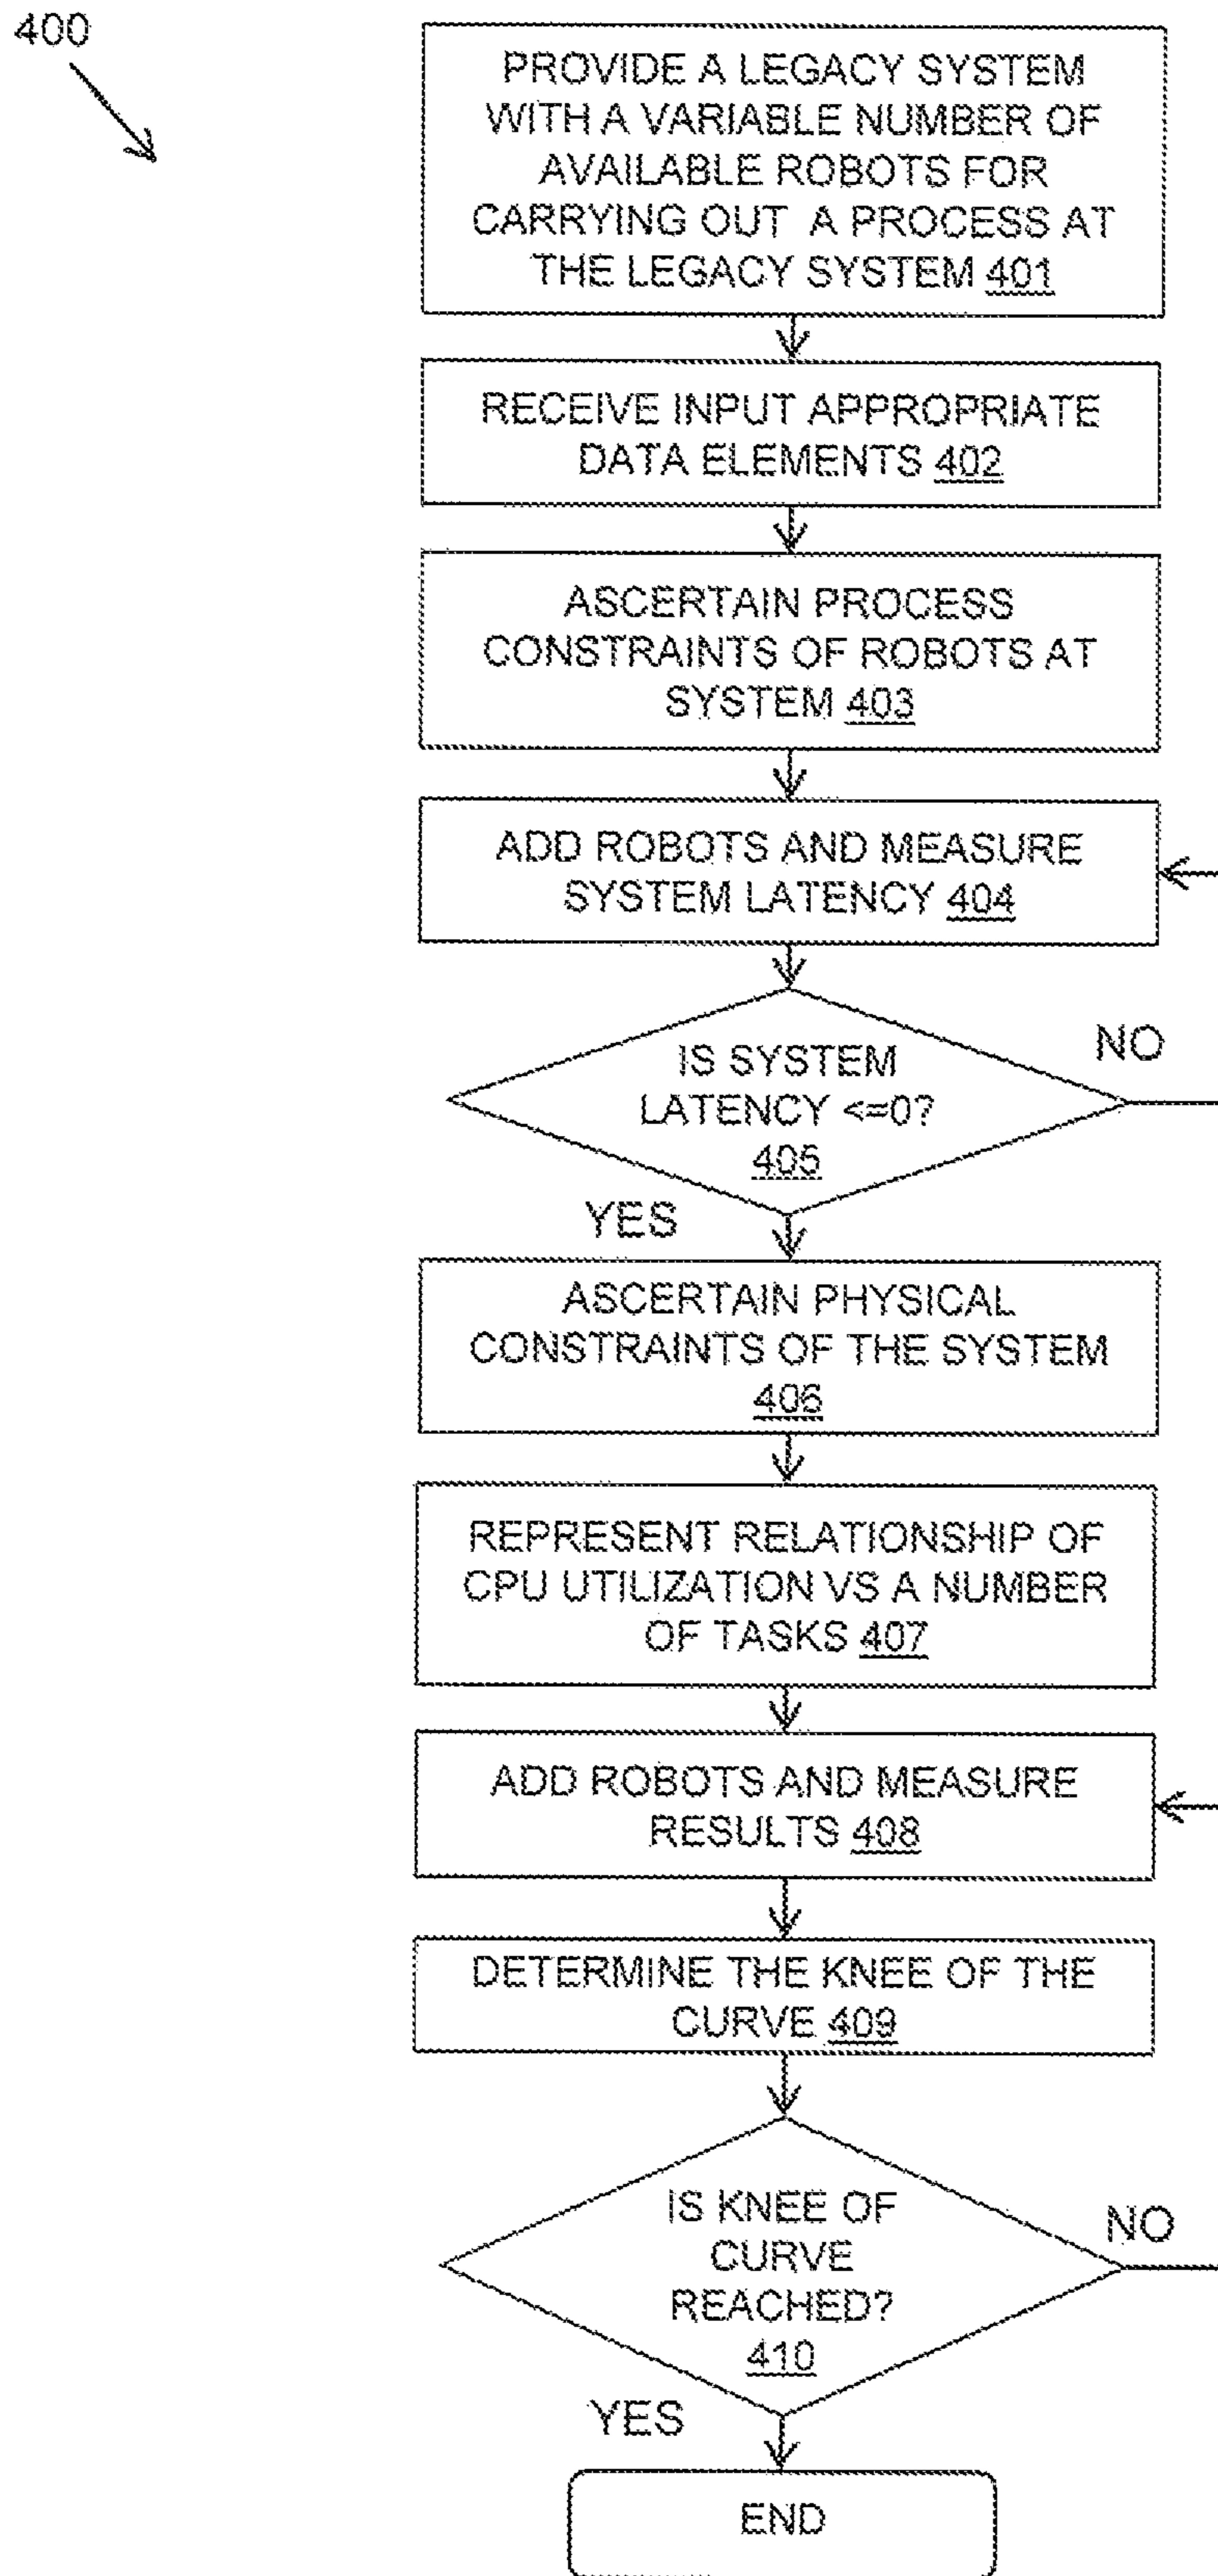 400
PROVIDE A LEGACY SYSTEM
WITH A VARIABLE NUMBER OF
AVAILABLE ROBOTS FOR
CARRYING OUT A PROCESS AT
THE LEGACY SYSTEM 401
RECEIVE INPUT APPROPRIATE
DATA ELEMENTS 402
ASCERTAIN PROCESS
CONSTRAINTS OF ROBOTS AT
SYSTEM 403
ADD ROBOTS AND MEASURE
SYSTEM LATENCY 404
IS SYSTEM
LATENCY <=0?
405
NO
YES
ASCERTAIN PHYSICAL
CONSTRAINTS OF THE SYSTEM
406
REPRESENT RELATIONSHIP OF
CPU UTILIZATION VS A NUMBER
OF TASKS 407
ADD ROBOTS AND MEASURE
RESULTS 408
DETERMINE THE KNEE OF THE
CURVE 409
IS KNEE OF
CURVE
REACHED?
410
NO
YES
END